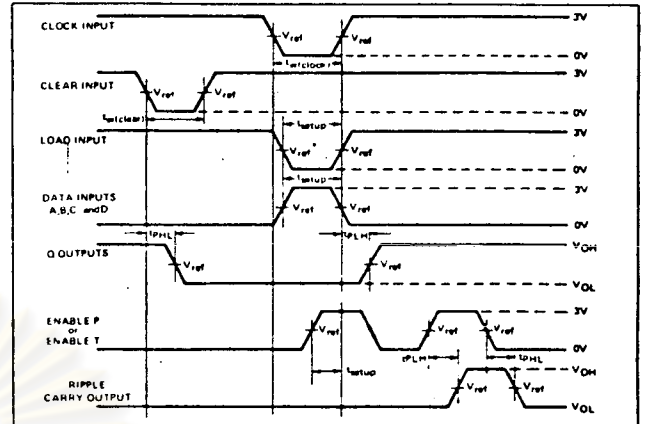 3V
CLOCK INPUT
Vref Vref
0V
tw(clock)
3V
CLEAR INPUT
Vref Vref
0V
tw(clear)
tsetup
3V
LOAD INPUT
Vref* Vref
0V
tsetup
3V
DATA INPUTS
A,B,C and D
Vref Vref
0V
tPHL tPLH
VOH
Q OUTPUTS
Vref Vref
VOL
3V
ENABLE P
or
ENABLE T
Vref Vref Vref
0V
tsetup tPLH tPHL
VOH
RIPPLE
CARRY OUTPUT
Vref Vref
VOL